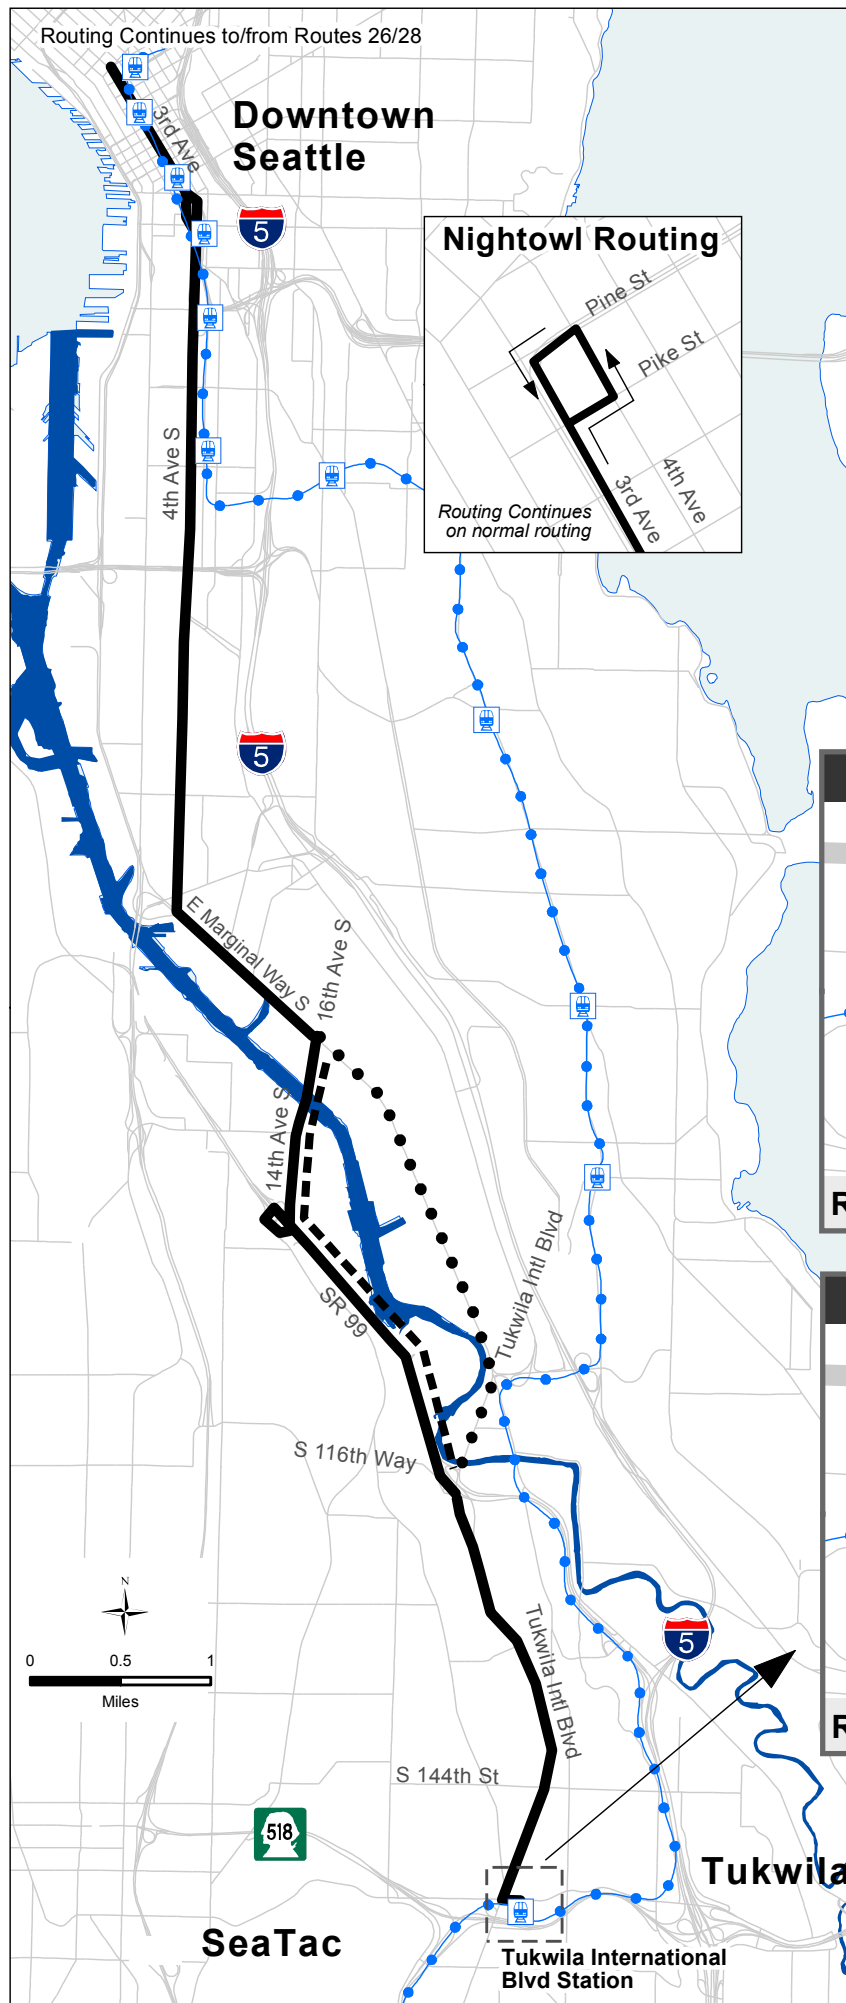 Routing Continues to/from Routes 26/28
3rd Ave
Downtown
Seattle
5
Nightowl Routing
Pine St
Pike St
4th Ave
3rd Ave
Routing Continues
on normal routing
4th Ave S
5
E Marginal Way S
16th Ave S
14th Ave S
R
SR 99
Tukwila Intl Blvd
S 116th Way
N
0 0.5 1
Miles
Tukwila Intl Blvd
5
R
S 144th St
518
Tukwila
SeaTac
Tukwila International
Blvd Station